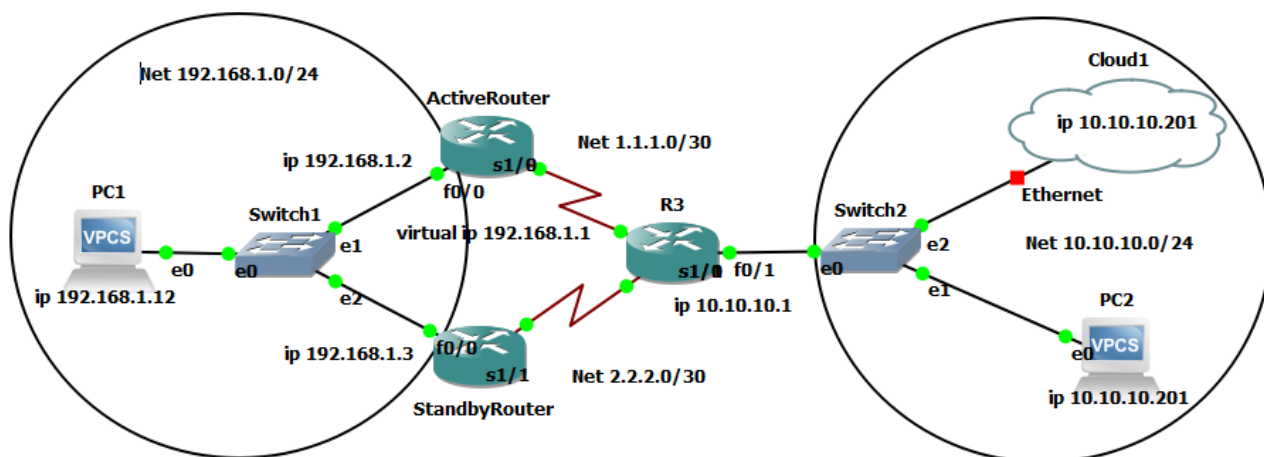 Net 192.168.1.0/24
Cloud1
ActiveRouter
ip 10.10.10.201
Net 1.1.1.0/30
ip 192.168.1.2
s1/0
PC1
f0/0
Ethernet
R3
Switch1
Switch2
VPCS
virtual ip 192.168.1.1
e1
e2
Net 10.10.10.0/24
e0
e0
s1/0
f0/1
e0
e1
ip 192.168.1.12
e2
ip 10.10.10.1
PC2
ip 192.168.1.3
f0/0
e0
VPCS
s1/1
Net 2.2.2.0/30
ip 10.10.10.201
StandbyRouter